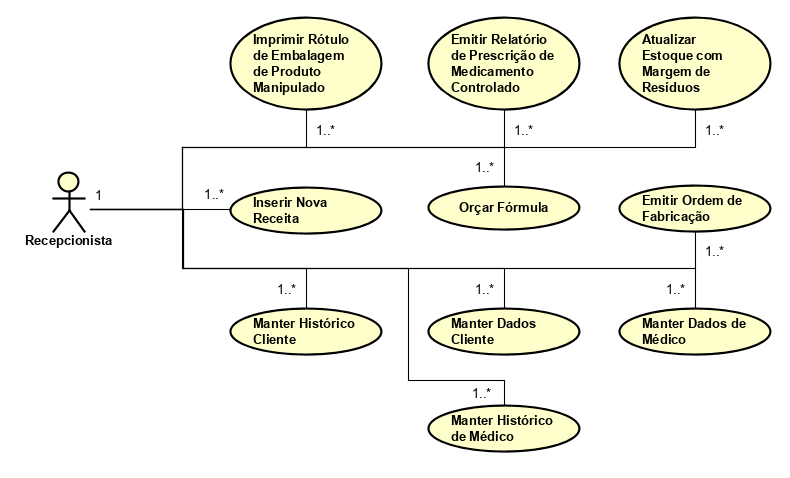 Imprimir Rótulo
de Embalagem
de Produto
Manipulado
Emitir Relatório
de Prescrição de
Medicamento
Controlado
Atualizar
Estoque com
Margem de
Resíduos
1..*
1..*
1..*
1..*
1
1..*
Recepcionista
Inserir Nova
Receita
Orçar Fórmula
Emitir Ordem de
Fabricação
1..*
1..*
1..*
1..*
Manter Histórico
Cliente
Manter Dados
Cliente
Manter Dados de
Médico
1..*
Manter Histórico
de Médico